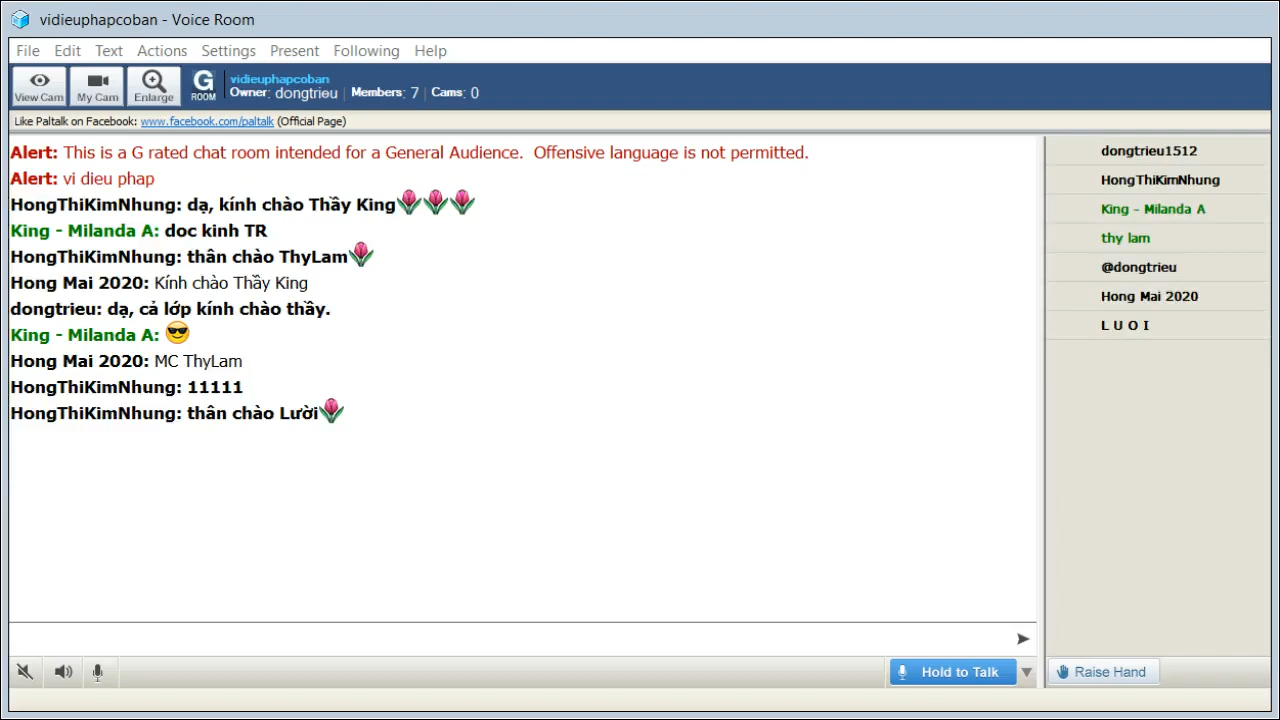 vidieuphapcoban - Voice Room
File Edit Text Actions Settings Present Following Help
View Cam My Cam Enlarge G ROOM vidieuphapcoban
Owner: dongtrieu | Members: 7 | Cams: 0
Like Paltalk on Facebook: www.facebook.com/paltalk (Official Page)
Alert: This is a G rated chat room intended for a General Audience. Offensive language is not permitted.
Alert: vi dieu phap
HongThiKimNhung: dạ, kính chào Thầy King
King - Milanda A: doc kinh TR
HongThiKimNhung: thân chào ThyLam
Hong Mai 2020: Kính chào Thầy King
dongtrieu: dạ, cả lớp kính chào thầy.
King - Milanda A:
Hong Mai 2020: MC ThyLam
HongThiKimNhung: 11111
HongThiKimNhung: thân chào Lười
dongtrieu1512
HongThiKimNhung
King - Milanda A
thy lam
@dongtrieu
Hong Mai 2020
L U O I
Hold to Talk
Raise Hand